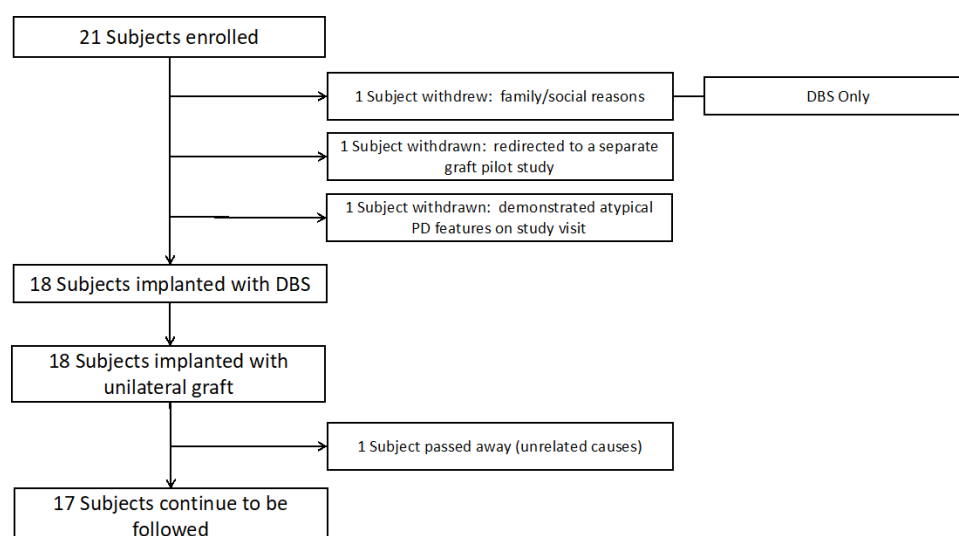 21 Subjects enrolled
1 Subject withdrew:  family/social reasons
DBS Only
1 Subject withdrawn:  redirected to a separate
graft pilot study
1 Subject withdrawn:  demonstrated atypical
PD features on study visit
18 Subjects implanted with DBS
18 Subjects implanted with
unilateral graft
1 Subject passed away (unrelated causes)
17 Subjects continue to be
followed